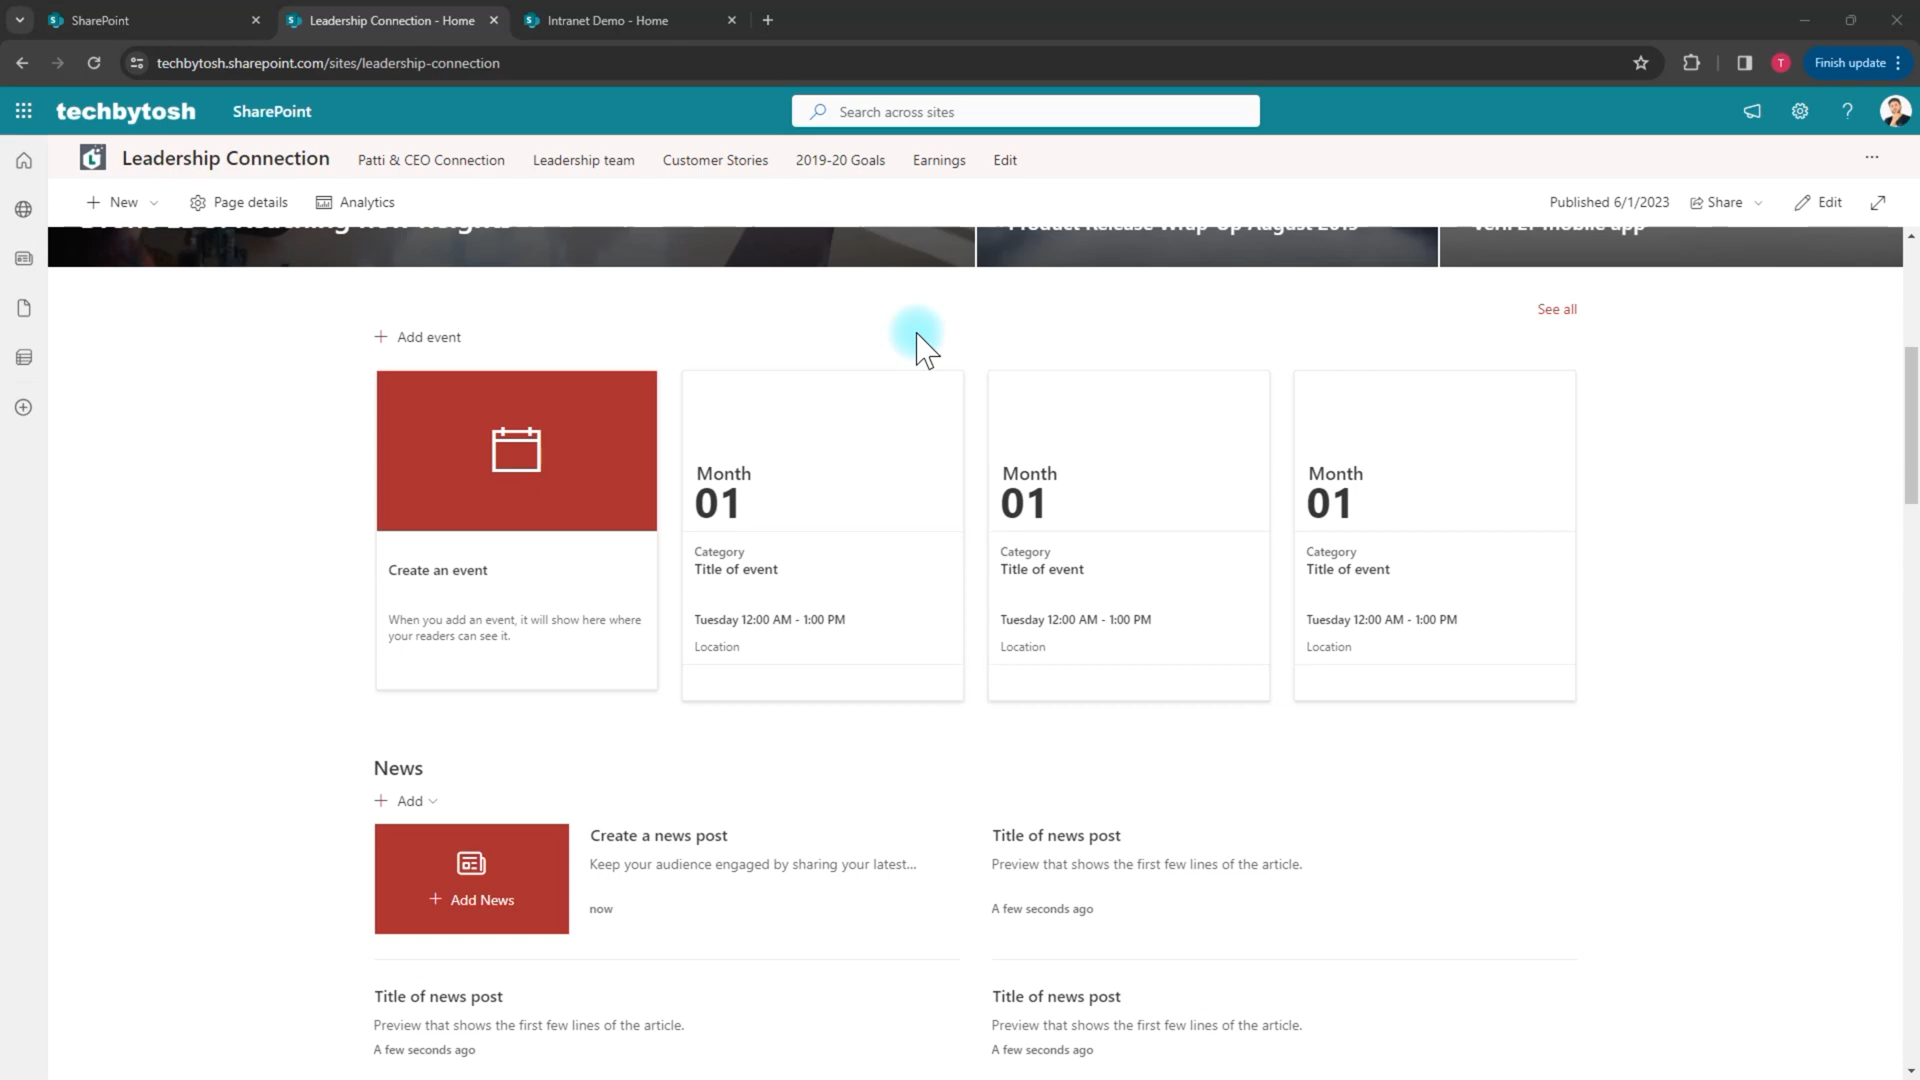 SharePoint
Leadership Connection - Home
Intranet Demo - Home
techbytosh.sharepoint.com/sites/leadership-connection
T
Finish update
techbytosh
SharePoint
Search across sites
Leadership Connection
Patti & CEO Connection
Leadership team
Customer Stories
2019-20 Goals
Earnings
Edit
New
Page details
Analytics
Published 6/1/2023
Share
Edit
Product Release Wrap-Up August 2019
mobile app
See all
Add event
Create an event
When you add an event, it will show here where
your readers can see it.
Month
01
Category
Title of event
Tuesday 12:00 AM - 1:00 PM
Location
Month
01
Category
Title of event
Tuesday 12:00 AM - 1:00 PM
Location
Month
01
Category
Title of event
Tuesday 12:00 AM - 1:00 PM
Location
News
Add
Add News
Create a news post
Keep your audience engaged by sharing your latest...
now
Title of news post
Preview that shows the first few lines of the article.
A few seconds ago
Title of news post
Preview that shows the first few lines of the article.
A few seconds ago
Title of news post
Preview that shows the first few lines of the article.
A few seconds ago